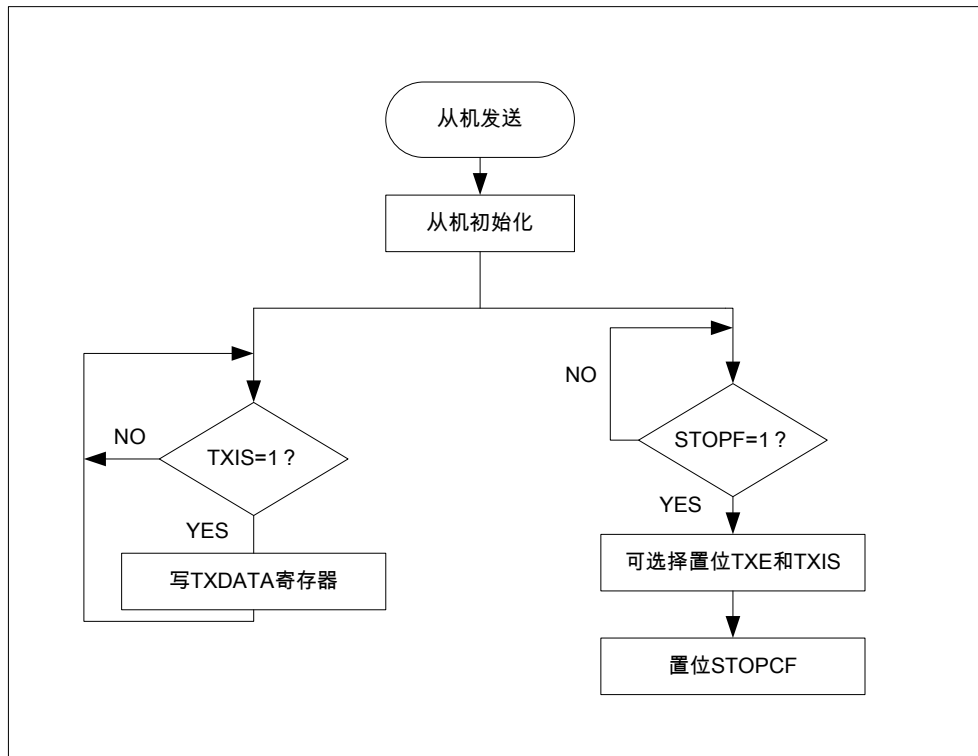 从机发送
从机初始化
NO
TXIS=1？
YES
写TXDATA寄存器
NO
STOPF=1？
YES
可选择置位TXE和TXIS
置位STOPCF